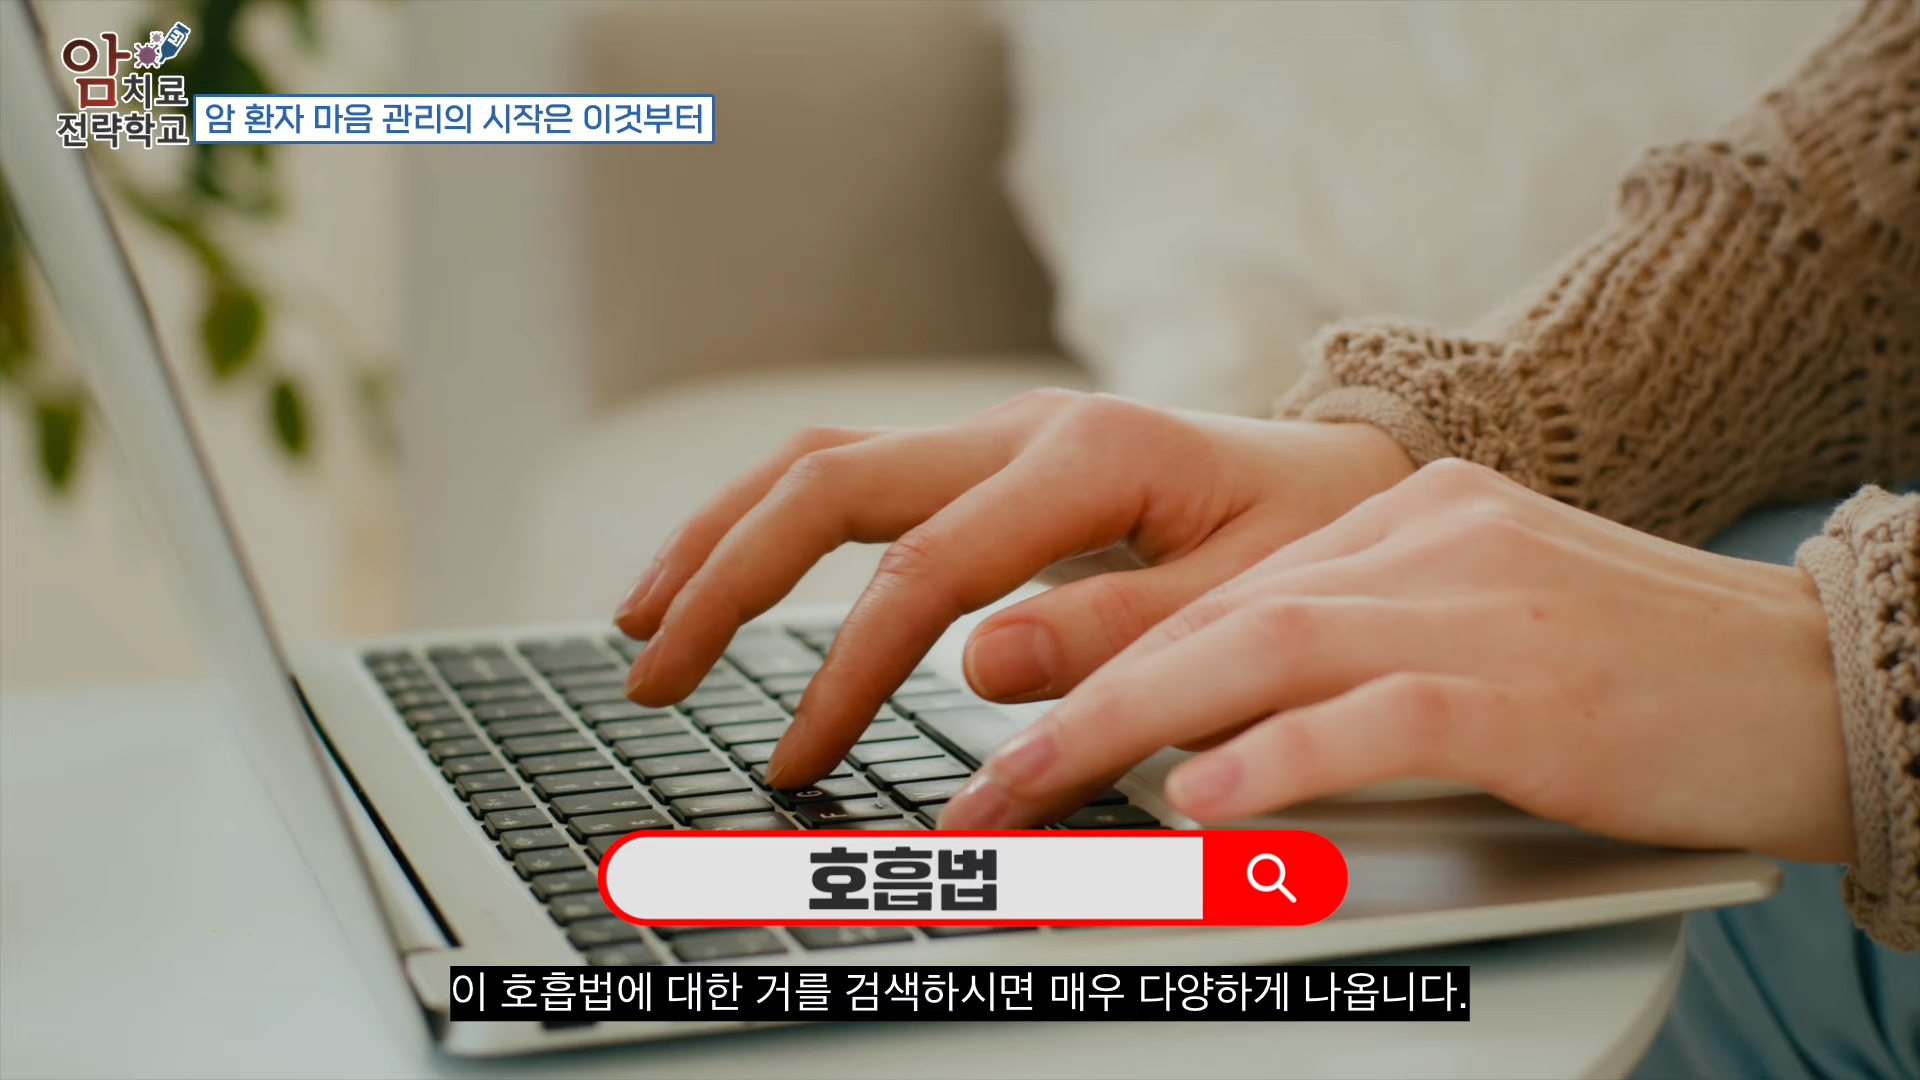 암치료
전략학교
암 환자 마음 관리의 시작은 이것부터
호흡법
이 호흡법에 대한 거를 검색하시면 매우 다양하게 나옵니다.